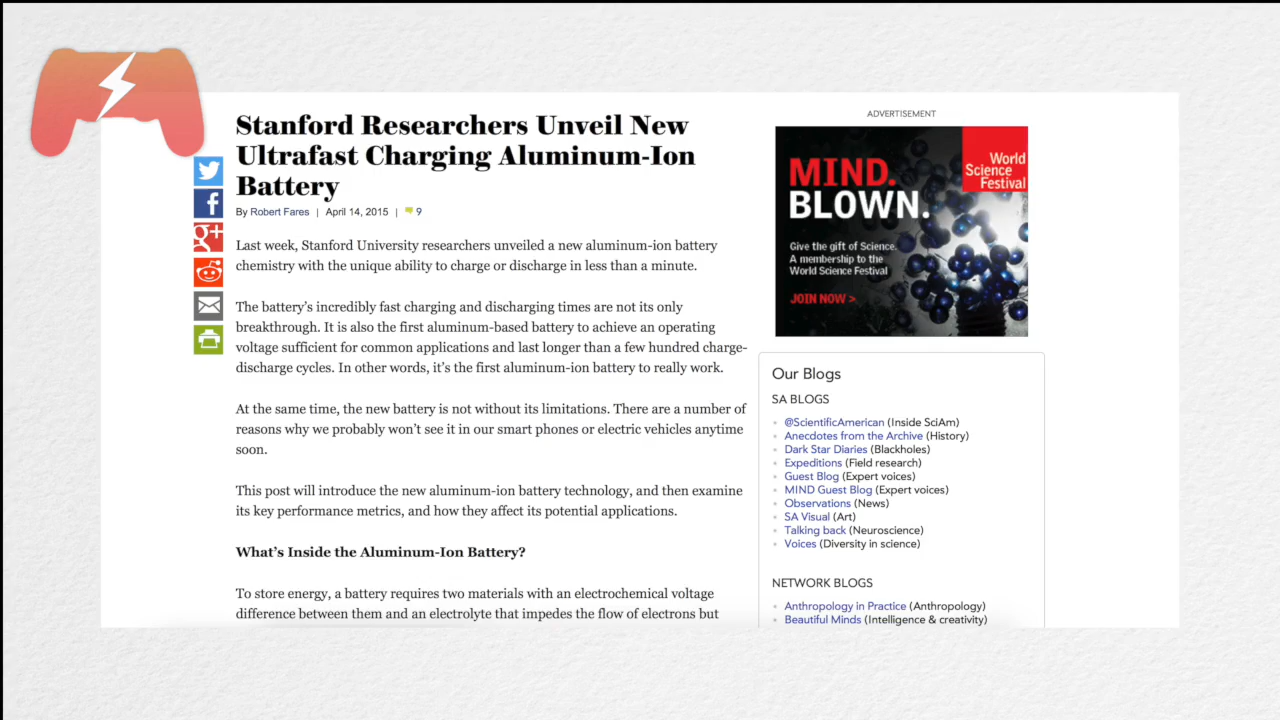 Stanford Researchers Unveil New
Ultrafast Charging Aluminum-Ion
Battery
By Robert Fares | April 14, 2015 | 9
Last week, Stanford University researchers unveiled a new aluminum-ion battery
chemistry with the unique ability to charge or discharge in less than a minute.
The battery’s incredibly fast charging and discharging times are not its only
breakthrough. It is also the first aluminum-based battery to achieve an operating
voltage sufficient for common applications and last longer than a few hundred charge-
discharge cycles. In other words, it’s the first aluminum-ion battery to really work.
At the same time, the new battery is not without its limitations. There are a number of
reasons why we probably won’t see it in our smart phones or electric vehicles anytime
soon.
This post will introduce the new aluminum-ion battery technology, and then examine
its key performance metrics, and how they affect its potential applications.
What’s Inside the Aluminum-Ion Battery?
To store energy, a battery requires two materials with an electrochemical voltage
difference between them and an electrolyte that impedes the flow of electrons but
ADVERTISEMENT
MIND.
BLOWN.
World
Science
Festival
Give the gift of Science.
A membership to the
World Science Festival
JOIN NOW >
Our Blogs
SA BLOGS
@ScientificAmerican (Inside SciAm)
Anecdotes from the Archive (History)
Dark Star Diaries (Blackholes)
Expeditions (Field research)
Guest Blog (Expert voices)
MIND Guest Blog (Expert voices)
Observations (News)
SA Visual (Art)
Talking back (Neuroscience)
Voices (Diversity in science)
NETWORK BLOGS
Anthropology in Practice (Anthropology)
Beautiful Minds (Intelligence & creativity)